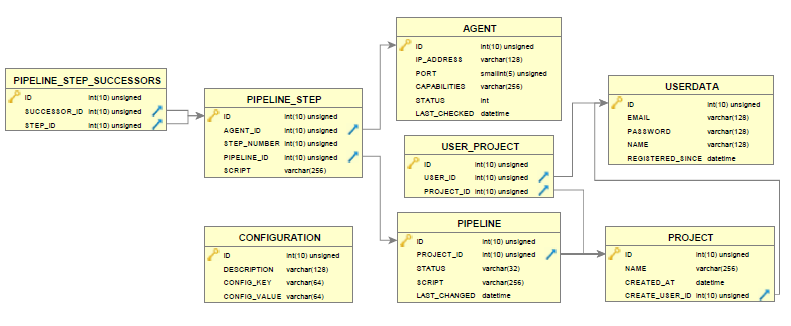 AGENT
ID int(10) unsigned
IP_ADDRESS varchar(128)
PORT smallint(5) unsigned
CAPABILITIES varchar(256)
STATUS int
LAST_CHECKED datetime
PIPELINE_STEP_SUCCESSORS
ID int(10) unsigned
SUCCESSOR_ID int(10) unsigned
STEP_ID int(10) unsigned
PIPELINE_STEP
ID int(10) unsigned
AGENT_ID int(10) unsigned
STEP_NUMBER int(10) unsigned
PIPELINE_ID int(10) unsigned
SCRIPT varchar(256)
USERDATA
ID int(10) unsigned
EMAIL varchar(128)
PASSWORD varchar(128)
NAME varchar(128)
REGISTERED_SINCE datetime
USER_PROJECT
ID int(10) unsigned
USER_ID int(10) unsigned
PROJECT_ID int(10) unsigned
CONFIGURATION
ID int(10) unsigned
DESCRIPTION varchar(128)
CONFIG_KEY varchar(64)
CONFIG_VALUE varchar(64)
PIPELINE
ID int(10) unsigned
PROJECT_ID int(10) unsigned
STATUS varchar(32)
SCRIPT varchar(256)
LAST_CHANGED datetime
PROJECT
ID int(10) unsigned
NAME varchar(256)
CREATED_AT datetime
CREATE_USER_ID int(10) unsigned